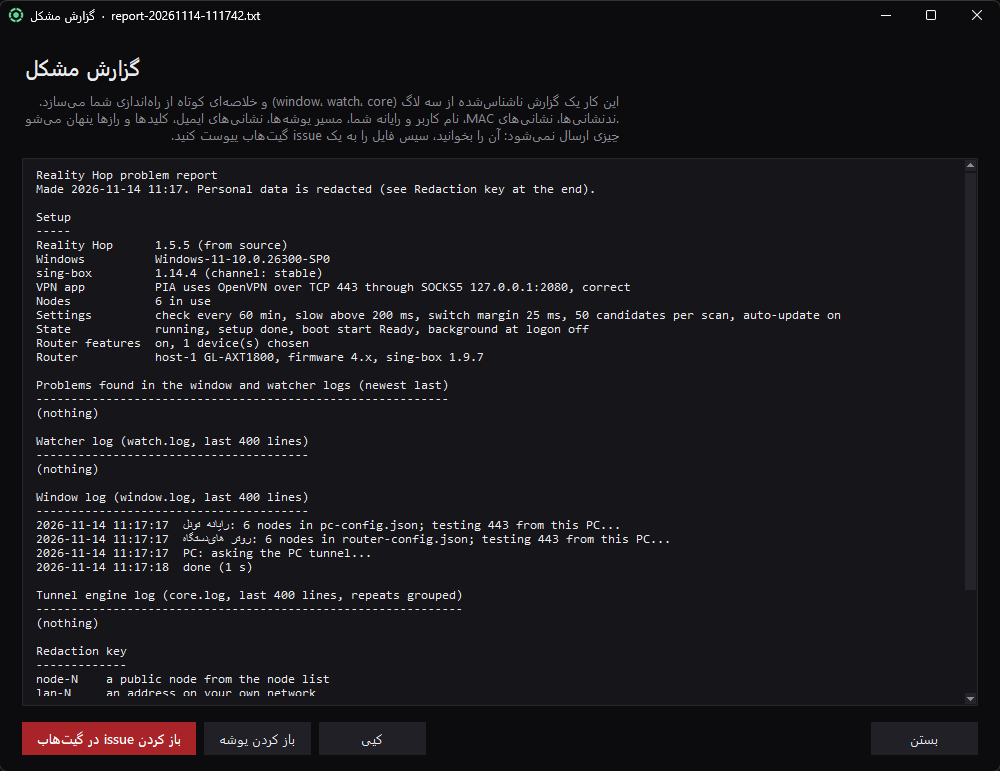 گزارش مشکل · report-20261114-111742.txt
گزارش مشکل
این کار یک گزارش ناشناس‌شده از سه لاگ (window، watch، core) و خلاصه‌ای کوتاه از راه‌اندازی شما می‌سازد.
ندنشانی‌ها، نشانی‌های MAC، نام کاربر و رایانه شما، مسیر پوشه‌ها، نشانی‌های ایمیل، کلیدها و رازها پنهان می‌شو.
چیزی ارسال نمی‌شود: آن را بخوانید، سپس فایل را به یک issue گیت‌هاب پیوست کنید.
Reality Hop problem report
Made 2026-11-14 11:17. Personal data is redacted (see Redaction key at the end).
Setup
-----
Reality Hop 1.5.5 (from source)
Windows Windows-11-10.0.26300-SP0
sing-box 1.14.4 (channel: stable)
VPN app PIA uses OpenVPN over TCP 443 through SOCKS5 127.0.0.1:2080, correct
Nodes 6 in use
Settings check every 60 min, slow above 200 ms, switch margin 25 ms, 50 candidates per scan, auto-update on
State running, setup done, boot start Ready, background at logon off
Router features on, 1 device(s) chosen
Router host-1 GL-AXT1800, firmware 4.x, sing-box 1.9.7
Problems found in the window and watcher logs (newest last)
-----------------------------------------------------------
(nothing)
Watcher log (watch.log, last 400 lines)
---------------------------------------
(nothing)
Window log (window.log, last 400 lines)
---------------------------------------
2026-11-14 11:17:17 رایانه تونل: 6 nodes in pc-config.json; testing 443 from this PC...
2026-11-14 11:17:17 روتر های‌دستگاه: 6 nodes in router-config.json; testing 443 from this PC...
2026-11-14 11:17:17 PC: asking the PC tunnel...
2026-11-14 11:17:18 done (1 s)
Tunnel engine log (core.log, last 400 lines, repeats grouped)
-------------------------------------------------------------
(nothing)
Redaction key
-------------
node-N a public node from the node list
lan-N an address on your own network
باز کردن issue در گیت‌هاب
باز کردن پوشه
کپی
بستن